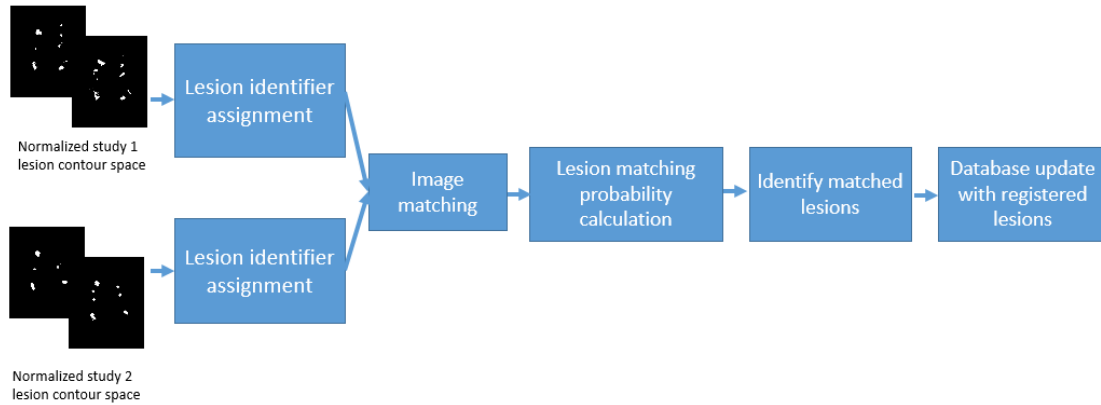 Normalized study 1
lesion contour space
Lesion identifier
assignment
Normalized study 2
lesion contour space
Lesion identifier
assignment
Image
matching
Lesion matching
probability
calculation
Identify matched
lesions
Database update
with registered
lesions